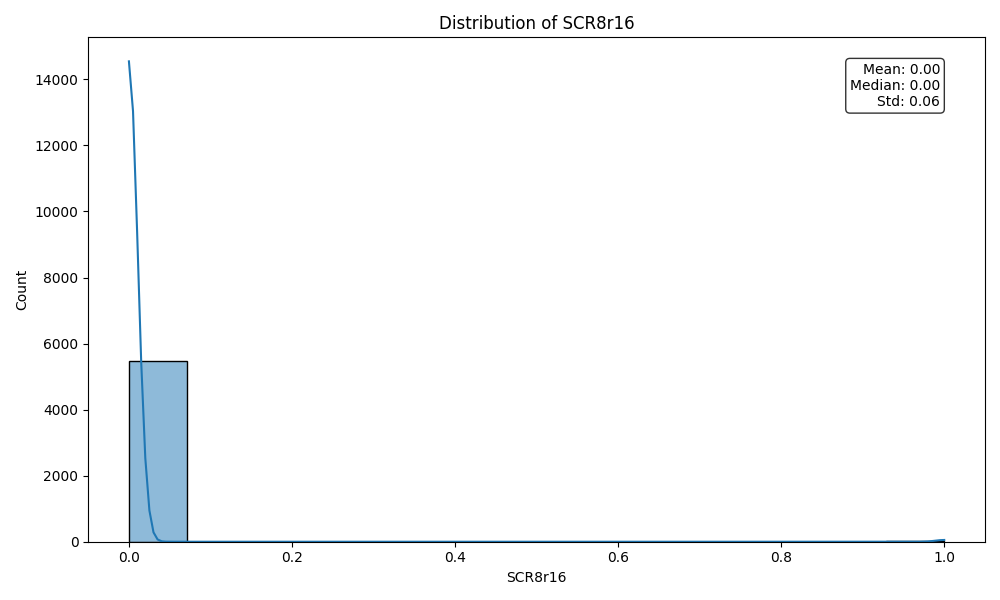 Distribution of SCR8r16
Mean: 0.00
Median: 0.00
Std: 0.06
14000
12000
10000
8000
6000
4000
2000
0
Count
0.0 0.2 0.4 0.6 0.8 1.0
SCR8r16